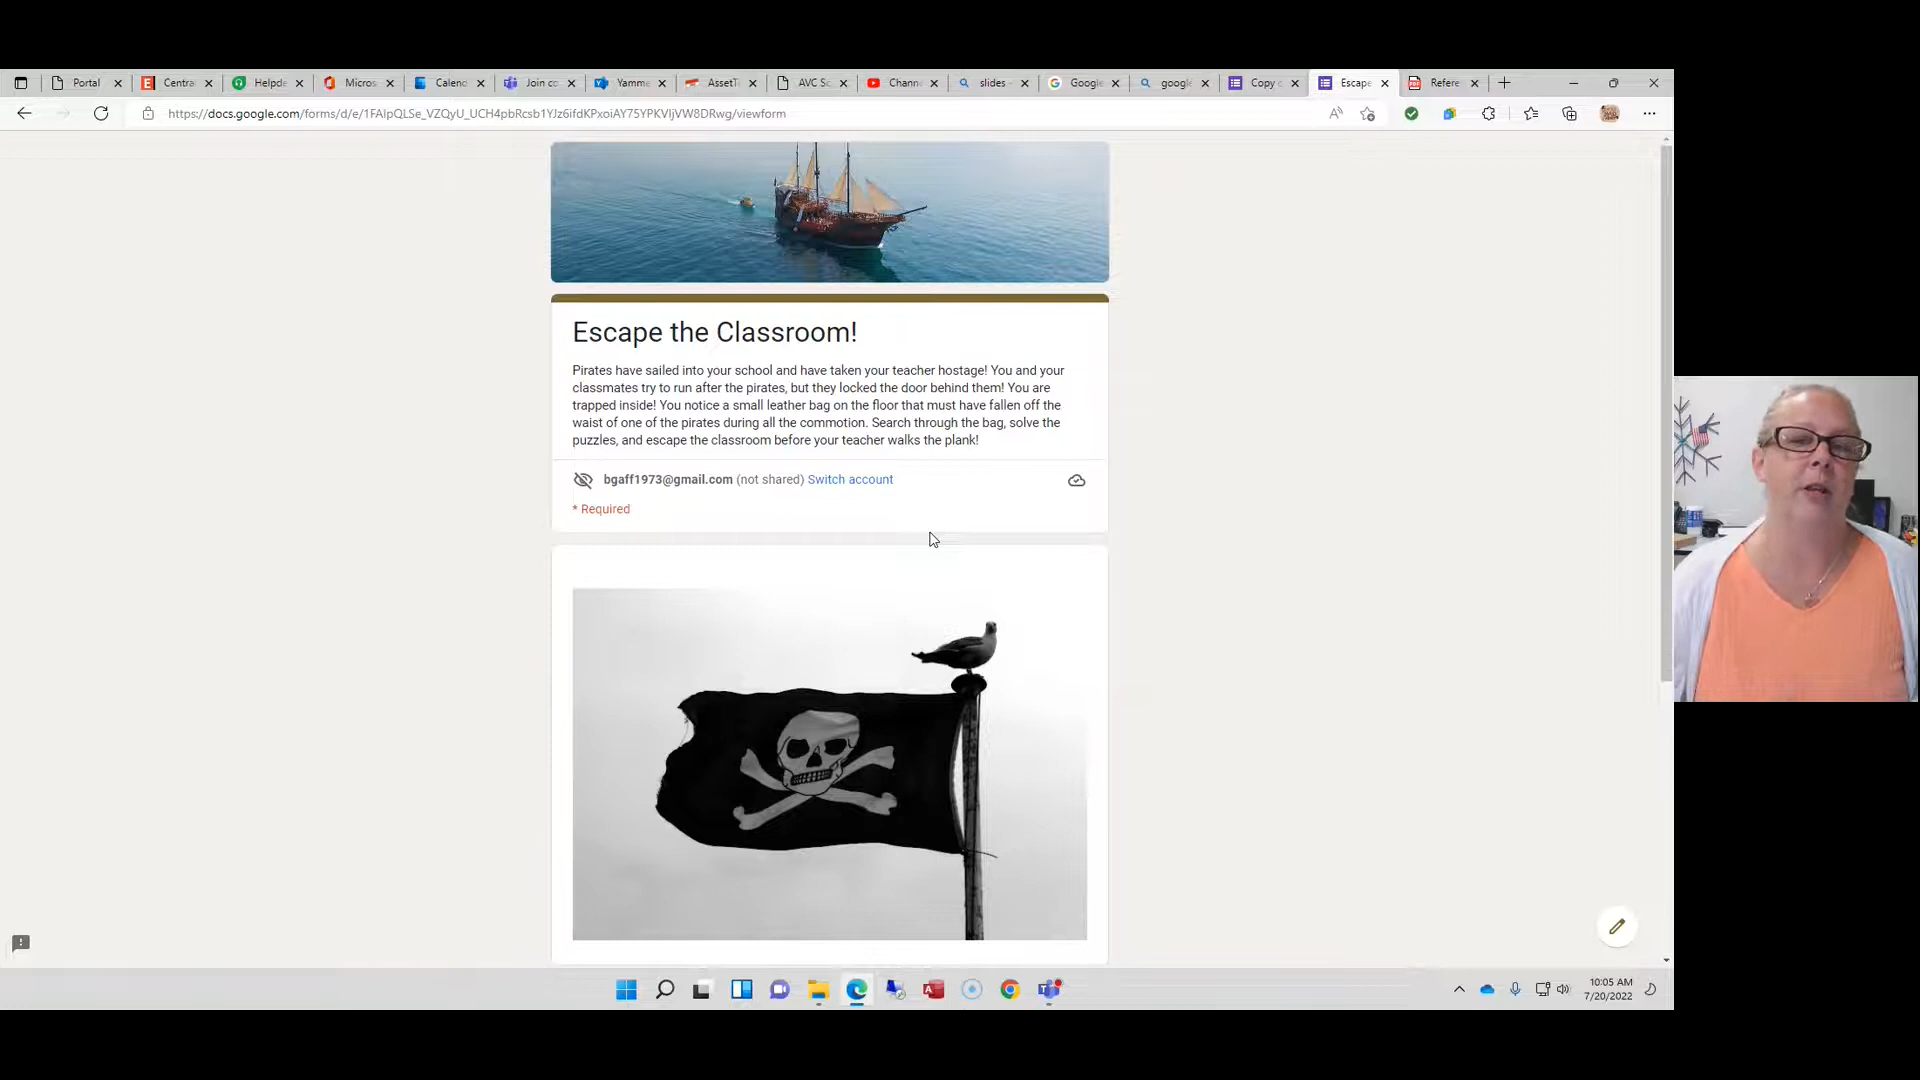 Portal
Centra
Helpde
Micros
Calend
Join co
Yamme
AssetT
AVC Sc
Chann
slides -
Google
google
Copy c
Escape
Refere
https://docs.google.com/forms/d/e/1FAIpQLSe_VZQyU_UCH4pbRcsb1YJz6ifdKPxoiAY75YPKVIjVW8DRwg/viewform
Escape the Classroom!
Pirates have sailed into your school and have taken your teacher hostage! You and your
classmates try to run after the pirates, but they locked the door behind them! You are
trapped inside! You notice a small leather bag on the floor that must have fallen off the
waist of one of the pirates during all the commotion. Search through the bag, solve the
puzzles, and escape the classroom before your teacher walks the plank!
bgaff1973@gmail.com (not shared) Switch account
* Required
10:05 AM
7/20/2022